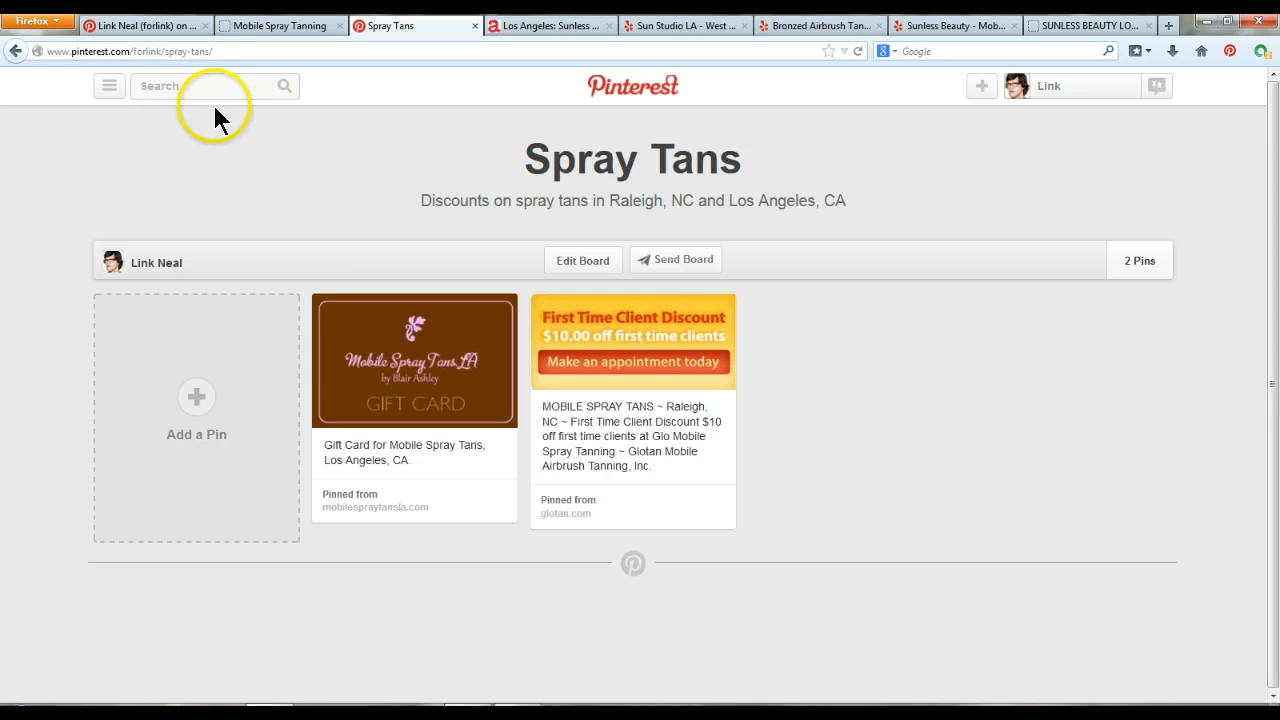 Firefox
Link Neal (forlink) on ...
Mobile Spray Tanning
Spray Tans
Los Angeles: Sunless ...
Sun Studio LA - West ...
Bronzed Airbrush Tan...
Sunless Beauty - Mob...
SUNLESS BEAUTY LO...
www.pinterest.com/forlink/spray-tans/
Google
Search
Pinterest
Link
Spray Tans
Discounts on spray tans in Raleigh, NC and Los Angeles, CA
Link Neal
Edit Board
Send Board
2 Pins
Add a Pin
Mobile Spray Tans LA
by Blair Ashley
GIFT CARD
Gift Card for Mobile Spray Tans,
Los Angeles, CA.
Pinned from
mobilespraytansla.com
First Time Client Discount
$10.00 off first time clients
Make an appointment today
MOBILE SPRAY TANS ~ Raleigh,
NC ~ First Time Client Discount $10
off first time clients at Glo Mobile
Spray Tanning ~ Glotan Mobile
Airbrush Tanning, Inc.
Pinned from
glotan.com